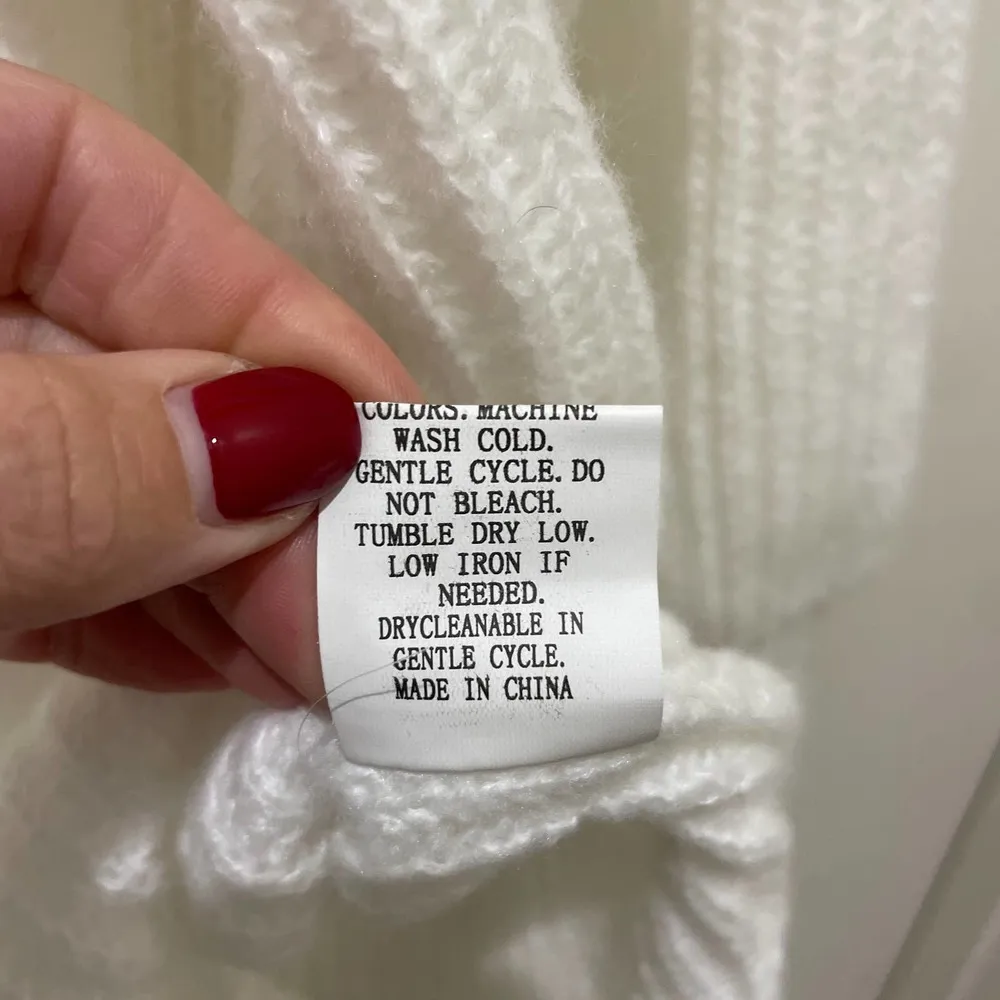 COLORS. MACHINE
WASH COLD.
GENTLE CYCLE. DO
NOT BLEACH.
TUMBLE DRY LOW.
LOW IRON IF
NEEDED.
DRYCLEANABLE IN
GENTLE CYCLE.
MADE IN CHINA